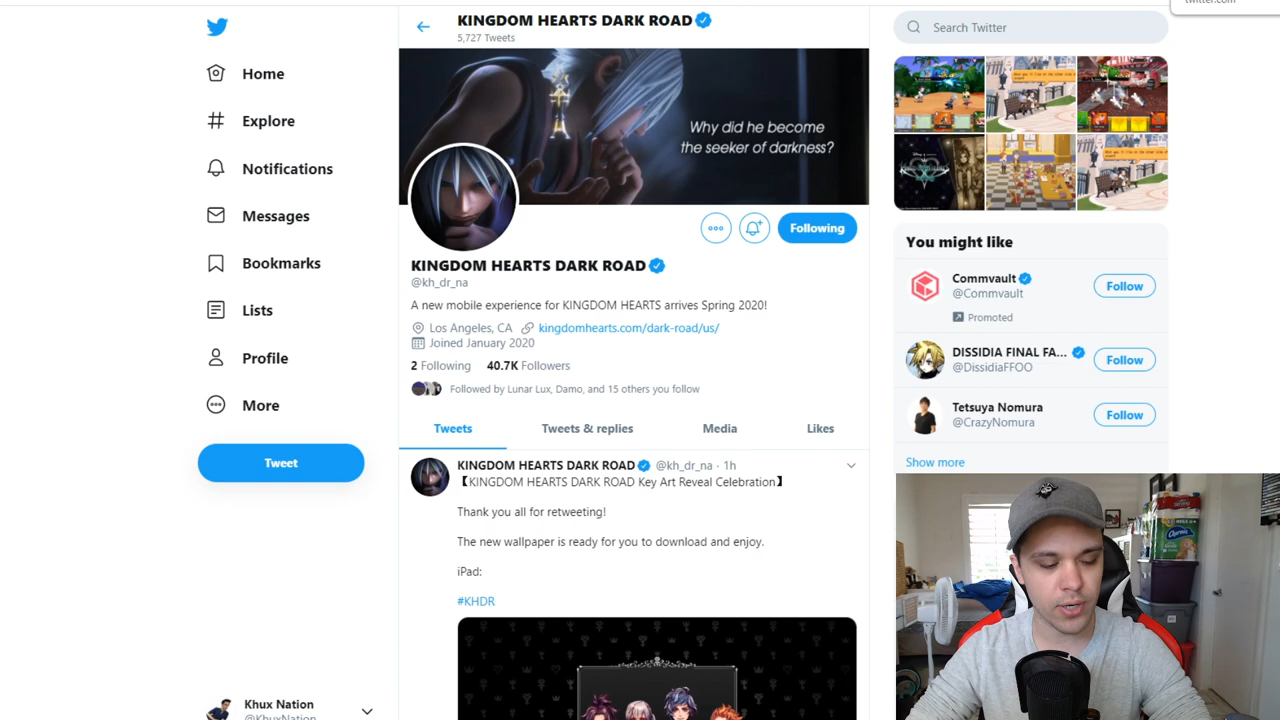 twitter.com
KINGDOM HEARTS DARK ROAD
5,727 Tweets
Search Twitter
Home
Explore
Notifications
Messages
Bookmarks
Lists
Profile
More
Tweet
Khux Nation
@KhuxNation
Why did he become
the seeker of darkness?
Following
KINGDOM HEARTS DARK ROAD
@kh_dr_na
A new mobile experience for KINGDOM HEARTS arrives Spring 2020!
Los Angeles, CA kingdomhearts.com/dark-road/us/
Joined January 2020
2 Following 40.7K Followers
Followed by Lunar Lux, Damo, and 15 others you follow
Tweets Tweets & replies Media Likes
KINGDOM HEARTS DARK ROAD @kh_dr_na · 1h
【KINGDOM HEARTS DARK ROAD Key Art Reveal Celebration】
Thank you all for retweeting!
The new wallpaper is ready for you to download and enjoy.
iPad:
#KHDR
You might like
Commvault
@Commvault
Promoted
Follow
DISSIDIA FINAL FA...
@DissidiaFFOO
Follow
Tetsuya Nomura
@CrazyNomura
Follow
Show more
Charmin